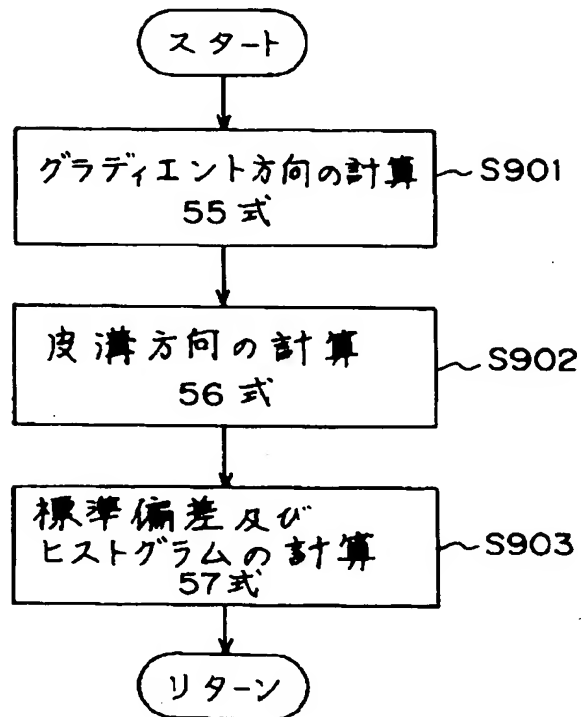 スタート
グラディエント方向の計算
55式
S901
皮溝方向の計算
56式
S902
標準偏差及び
ヒストグラムの計算
57式
S903
リターン